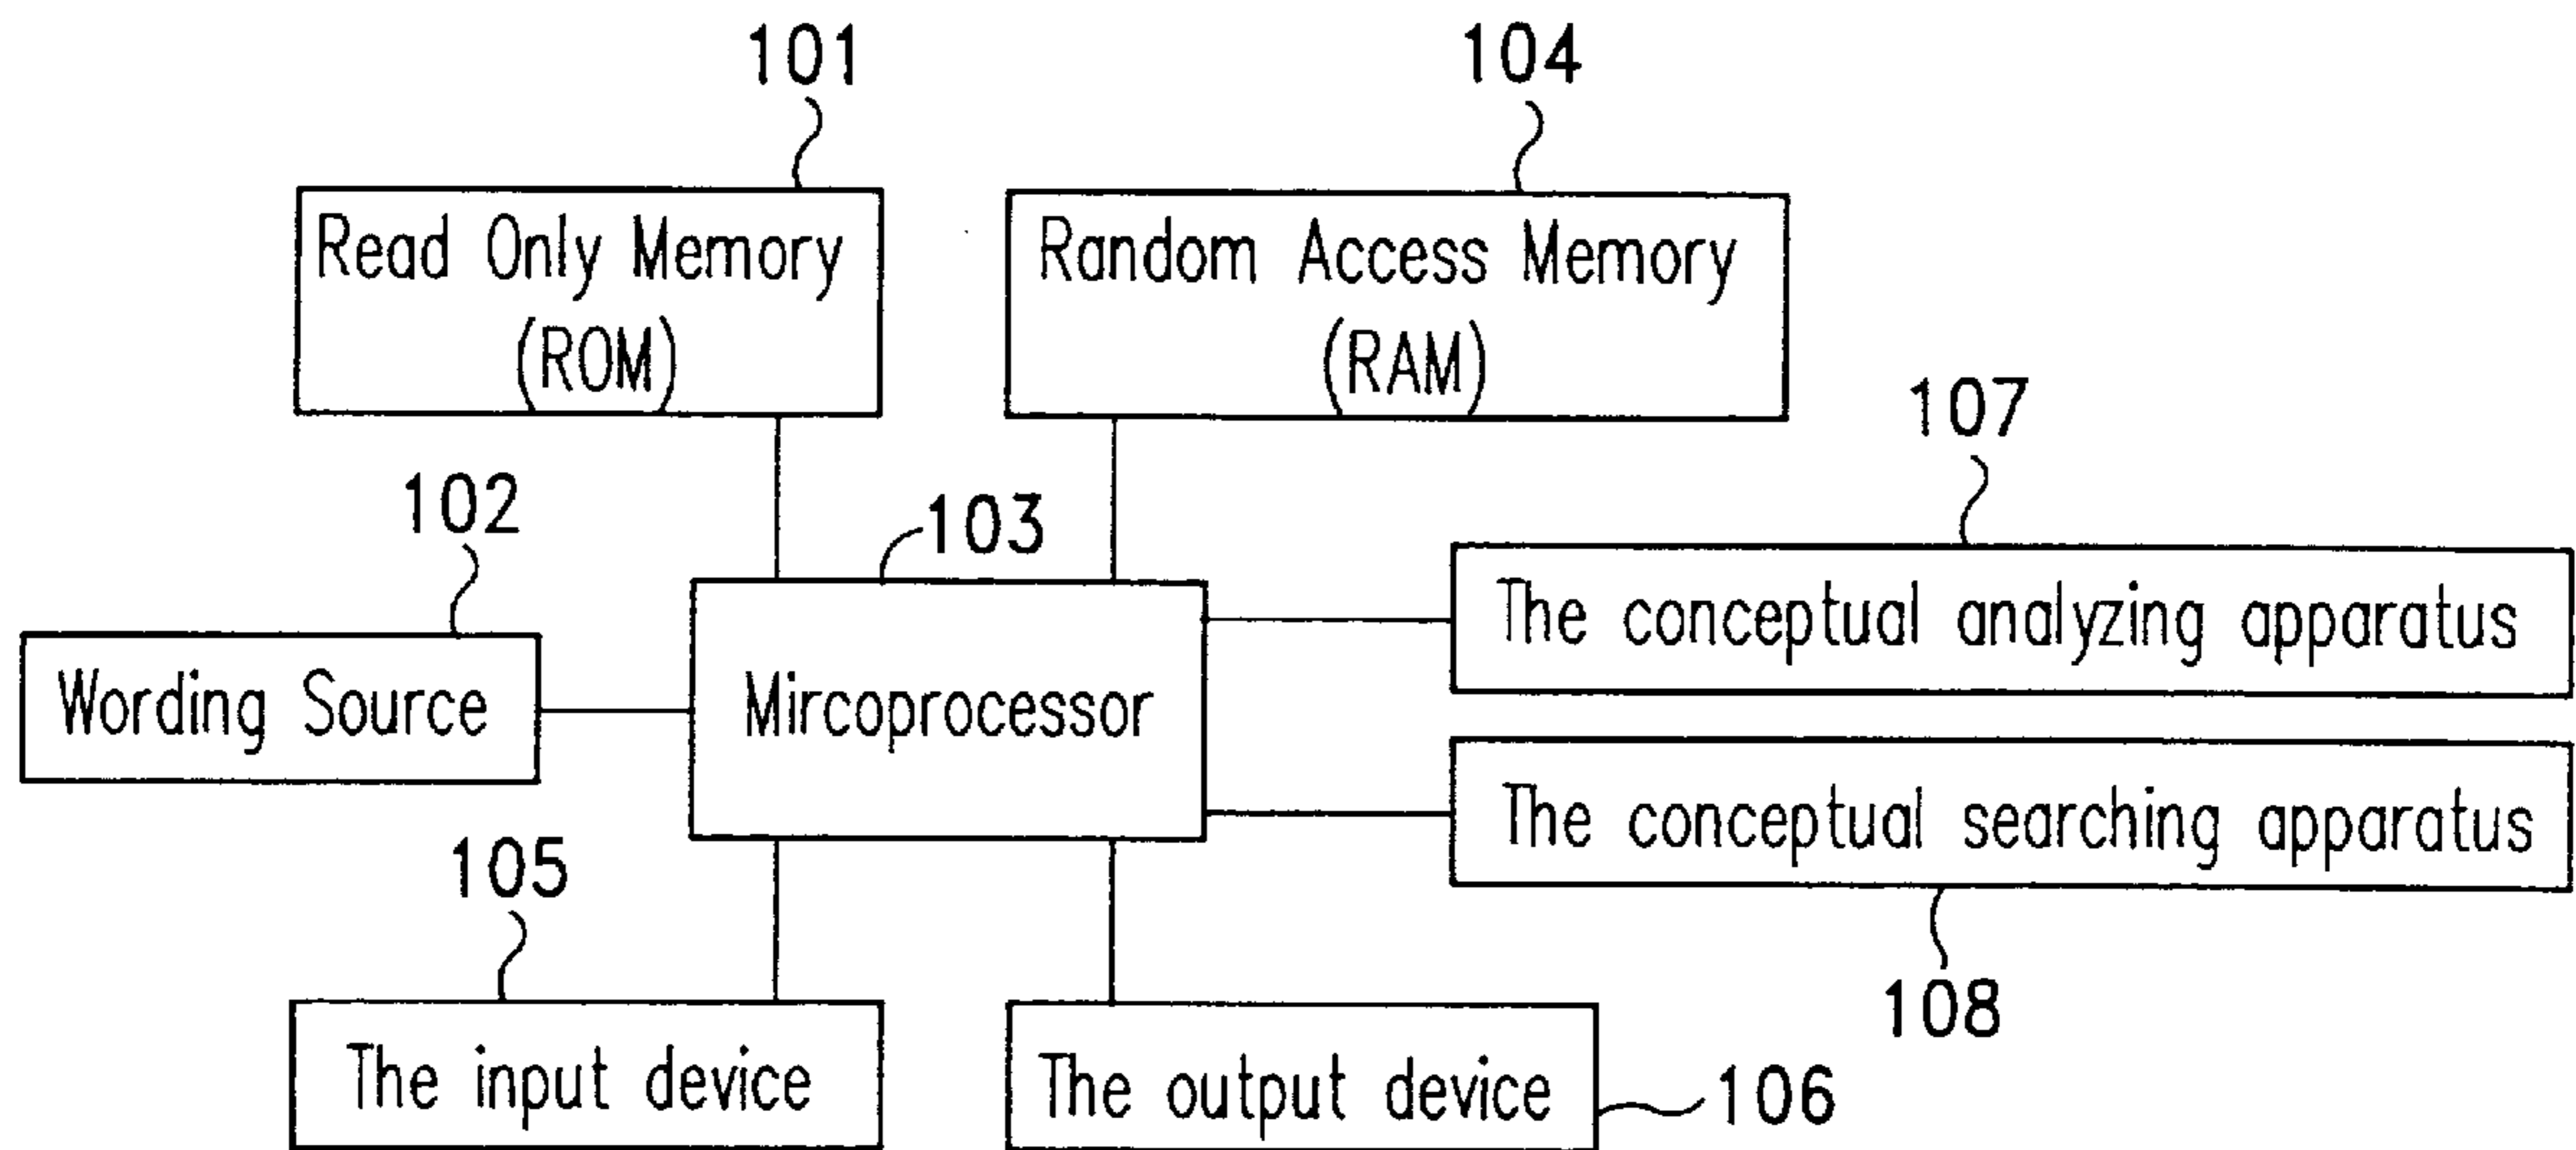 101
104
Read Only Memory
(ROM)
Random Access Memory
(RAM)
107
102
103
The conceptual analyzing apparatus
Wording Source
Mircoprocessor
The conceptual searching apparatus
105
108
The input device
The output device
106